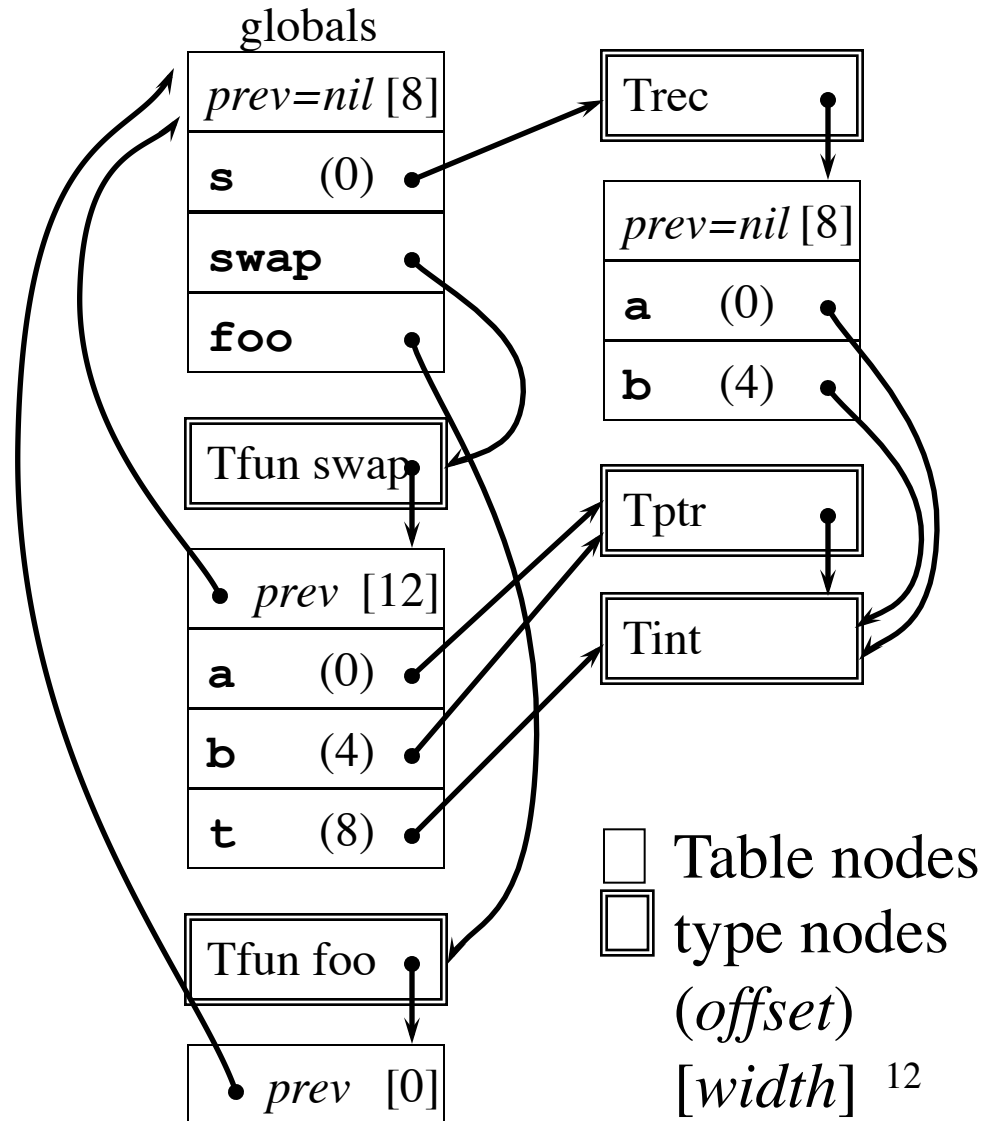 globals
prev=nil [8]
s (0)
swap
foo
Tfun swap
prev [12]
a (0)
b (4)
t (8)
Tfun foo
prev [0]
Trec
prev=nil [8]
a (0)
b (4)
Tptr
Tint
Table nodes
type nodes
(offset)
[width] 12